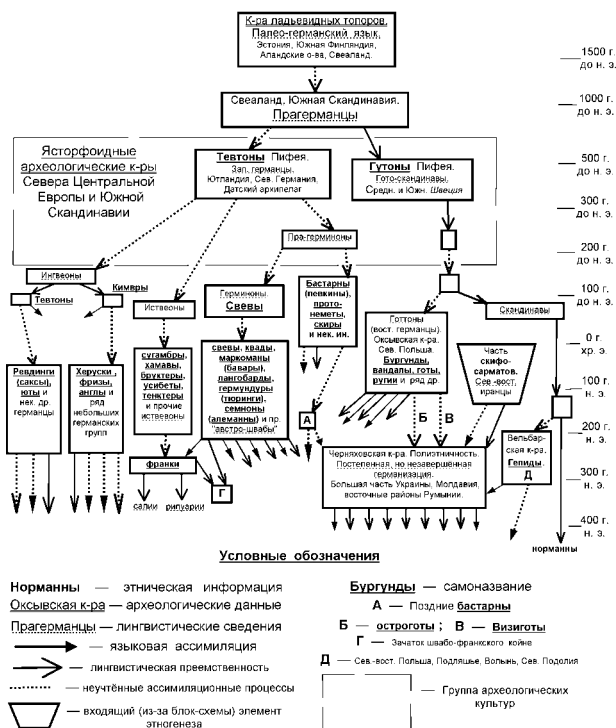 К-ра ладьевидных топоров.
Палео-германский язык.
Эстония, Южная Финляндия,
Аландские о-ва, Свеаланд.
1500 г.
до н. э.
Свеаланд, Южная Скандинавия.
Прагерманцы
1000 г.
до н. э.
Ясторфоидные
археологические к-ры
Севера Центральной
Европы и Южной
Скандинавии
Тевтоны Пифея.
Зап. германцы,
Ютландия, Сев. Германия,
Датский архипелаг
Гутоны Пифея.
Гото-скандинавы,
Средн. и Южн. Швеция
500 г.
до н. э.
300 г.
до н. э.
Пра-герминоны
200 г.
до н. э.
Ингвеоны
Кимвры
Тевтоны
Иствеоны
Герминоны.
Свевы
Бастарны
(певкины),
прото-
неметы,
скиры
и нек. ин.
Готтоны
(вост. германцы).
Оксывская к-ра.
Сев. Польша.
Бургунды,
вандалы, готы,
ругии и ряд др.
Скандинавы
100 г.
до н. э.
0 г.
хр. э.
Ревдинги
(саксы),
юты и
нек. др.
германцы
Херуски,
фризы,
англы и
ряд
небольших
германских
групп
сугамбры,
хамавы,
бруктеры,
усибеты,
тенктеры
и прочие
иствеоны
свевы, квады,
маркоманы
(бавары),
лангобарды,
гермундуры
(тюринги),
семноны
(алеманны) и пр.
"австро-швабы"
Часть
скифо-
сарматов.
Сев.-вост.
иранцы
100 г.
н. э.
А
Б
В
200 г.
н. э.
франки
Г
салии
рипуарии
Черняховская к-ра. Полиэтничность.
Постепенная, но незавершённая
германизация.
Большая часть Украины, Молдавия,
восточные районы Румынии.
Вельбар-
ская к-ра.
Гепиды.
Д
300 г.
н. э.
400 г.
н. э.
норманны
Условные обозначения
Норманны — этническая информация
Оксывская к-ра — археологические данные
Прагерманцы — лингвистические сведения
— языковая ассимиляция
— лингвистическая преемственность
— неучтённые ассимиляционные процессы
— входящий (из-за блок-схемы) элемент
этногенеза
Бургунды — самоназвание
А — Поздние бастарны
Б — остроготы ; В — Визиготы
Г — Зачаток швабо-франкского койне
Д — Сев.-вост. Польша, Подляшье, Волынь, Сев. Подолия
— Группа археологических
культур